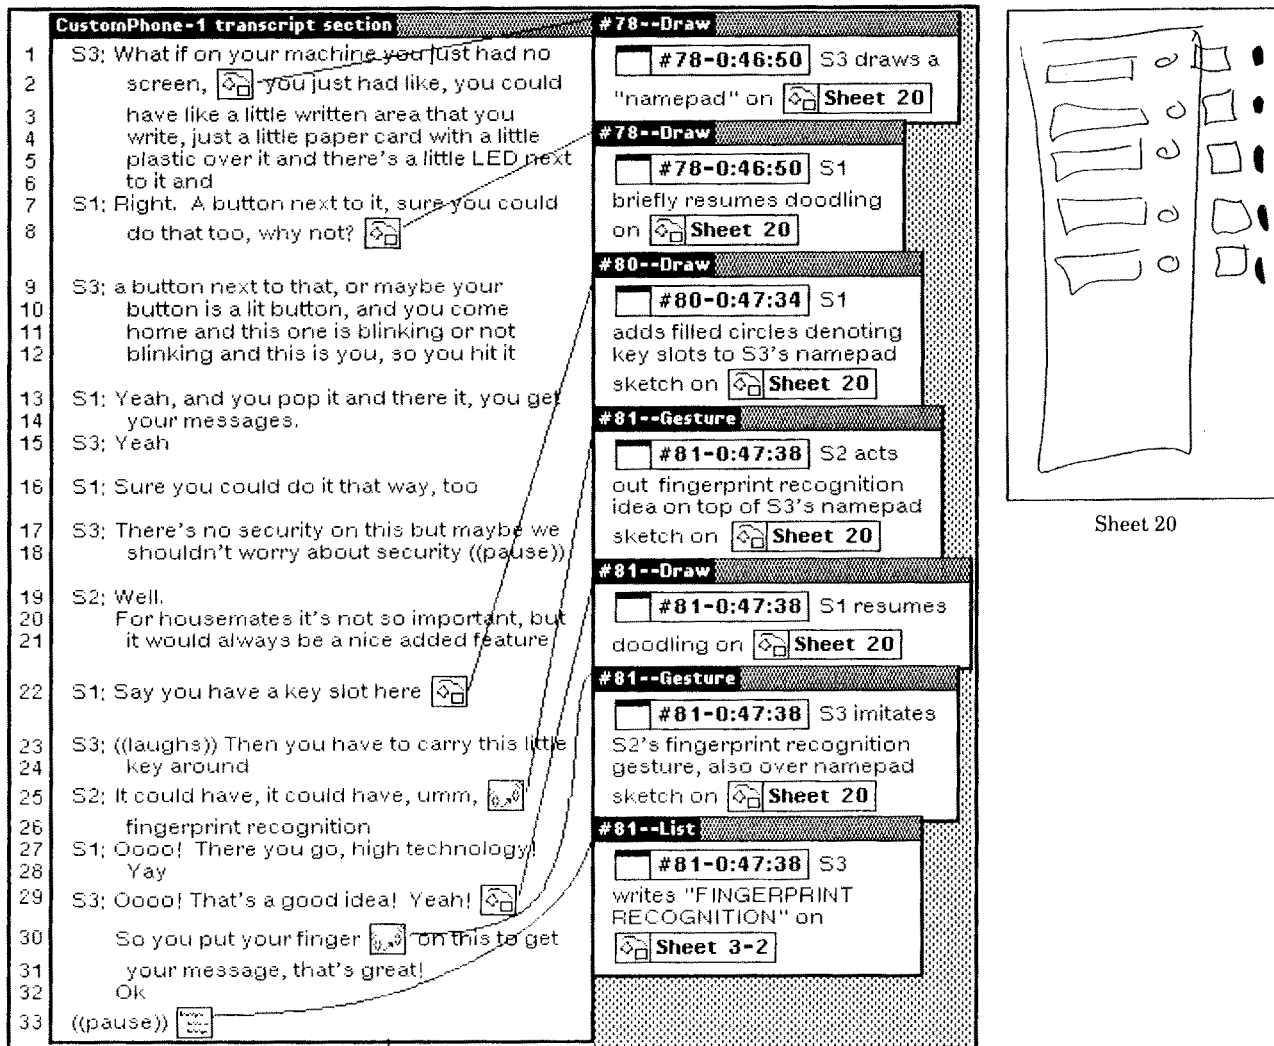 CustomPhone-1 transcript section
1 S3: What if on your machine you just had no
2 screen, you just had like, you could
3 have like a little written area that you
4 write, just a little paper card with a little
5 plastic over it and there's a little LED next
6 to it and
7 S1: Right. A button next to it, sure you could
8 do that too, why not?
9 S3: a button next to that, or maybe your
10 button is a lit button, and you come
11 home and this one is blinking or not
12 blinking and this is you, so you hit it
13 S1: Yeah, and you pop it and there it, you get
14 your messages.
15 S3: Yeah
16 S1: Sure you could do it that way, too
17 S3: There's no security on this but maybe we
18 shouldn't worry about security ((pause))
19 S2: Well.
20 For housemates it's not so important, but
21 it would always be a nice added feature
22 S1: Say you have a key slot here
23 S3: ((laughs)) Then you have to carry this little
24 key around
25 S2: It could have, it could have, umm,
26 fingerprint recognition
27 S1: Oooo! There you go, high technology!
28 Yay
29 S3: Oooo! That's a good idea! Yeah!
30 So you put your finger on this to get
31 your message, that's great!
32 Ok
33 ((pause))
#78--Draw
#78-0:46:50 S3 draws a
"namepad" on Sheet 20
#78--Draw
#78-0:46:50 S1
briefly resumes doodling
on Sheet 20
#80--Draw
#80-0:47:34 S1
adds filled circles denoting
key slots to S3's namepad
sketch on Sheet 20
#81--Gesture
#81-0:47:38 S2 acts
out fingerprint recognition
idea on top of S3's namepad
sketch on Sheet 20
#81--Draw
#81-0:47:38 S1 resumes
doodling on Sheet 20
#81--Gesture
#81-0:47:38 S3 imitates
S2's fingerprint recognition
gesture, also over namepad
sketch on Sheet 20
#81--List
#81-0:47:38 S3
writes "FINGERPRINT
RECOGNITION" on
Sheet 3-2
Sheet 20